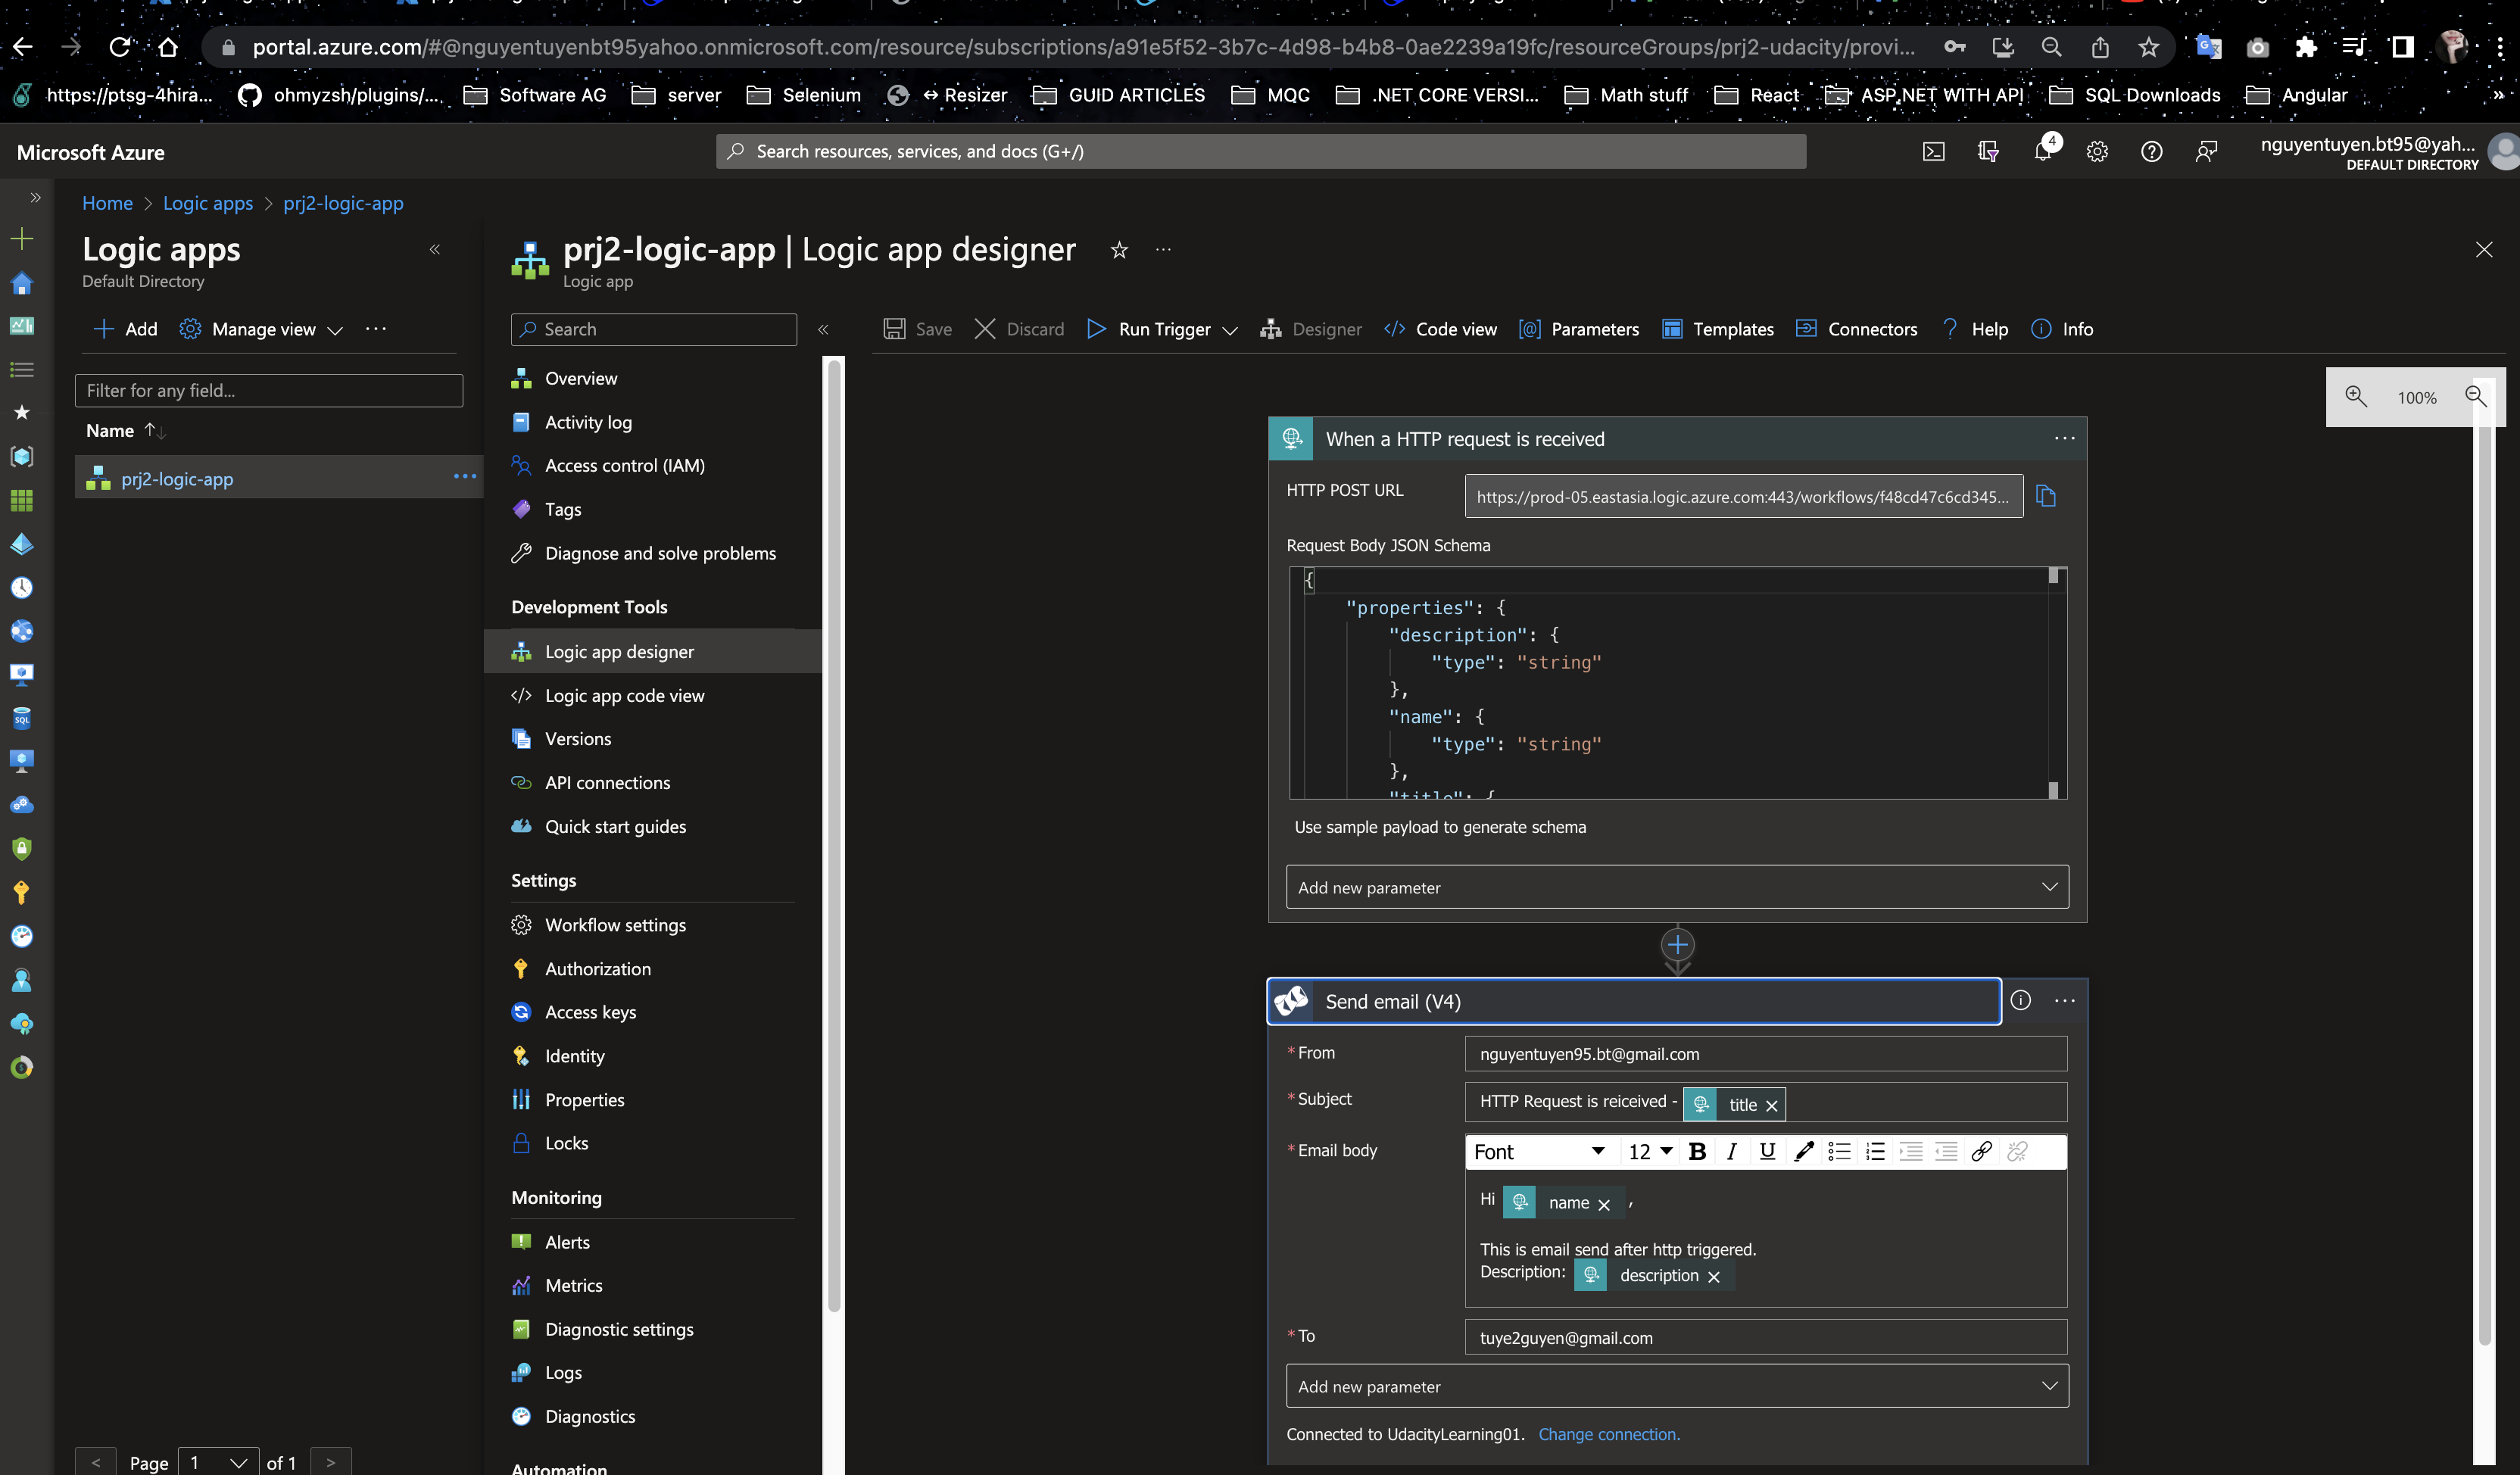 portal.azure.com/#@nguyentuyenbt95yahoo.onmicrosoft.com/resource/subscriptions/a91e5f52-3b7c-4d98-b4b8-0ae2239a19fc/resourceGroups/prj2-udacity/provi...
https://ptsg-4hira...
ohmyzsh/plugins/...
Software AG
server
Selenium
↔ Resizer
GUID ARTICLES
MQC
.NET CORE VERSI...
Math stuff
React
ASP.NET WITH API
SQL Downloads
Angular
»
Microsoft Azure
Search resources, services, and docs (G+/)
4
nguyentuyen.bt95@yah...
DEFAULT DIRECTORY
Home > Logic apps > prj2-logic-app
Logic apps
Default Directory
Add
Manage view
Filter for any field...
Name
prj2-logic-app
< Page 1 of 1 >
prj2-logic-app | Logic app designer
Logic app
Search
Overview
Activity log
Access control (IAM)
Tags
Diagnose and solve problems
Development Tools
Logic app designer
Logic app code view
Versions
API connections
Quick start guides
Settings
Workflow settings
Authorization
Access keys
Identity
Properties
Locks
Monitoring
Alerts
Metrics
Diagnostic settings
Logs
Diagnostics
Automation
Save
Discard
Run Trigger
Designer
Code view
Parameters
Templates
Connectors
Help
Info
100%
When a HTTP request is received
HTTP POST URL
https://prod-05.eastasia.logic.azure.com:443/workflows/f48cd47c6cd345...
Request Body JSON Schema
{
"properties": {
"description": {
"type": "string"
},
"name": {
"type": "string"
},
"title": {
Use sample payload to generate schema
Add new parameter
Send email (V4)
* From
nguyentuyen95.bt@gmail.com
* Subject
HTTP Request is reiceived - title
* Email body
Font 12 B I U
Hi name ,
This is email send after http triggered.
Description: description
* To
tuye2guyen@gmail.com
Add new parameter
Connected to UdacityLearning01. Change connection.